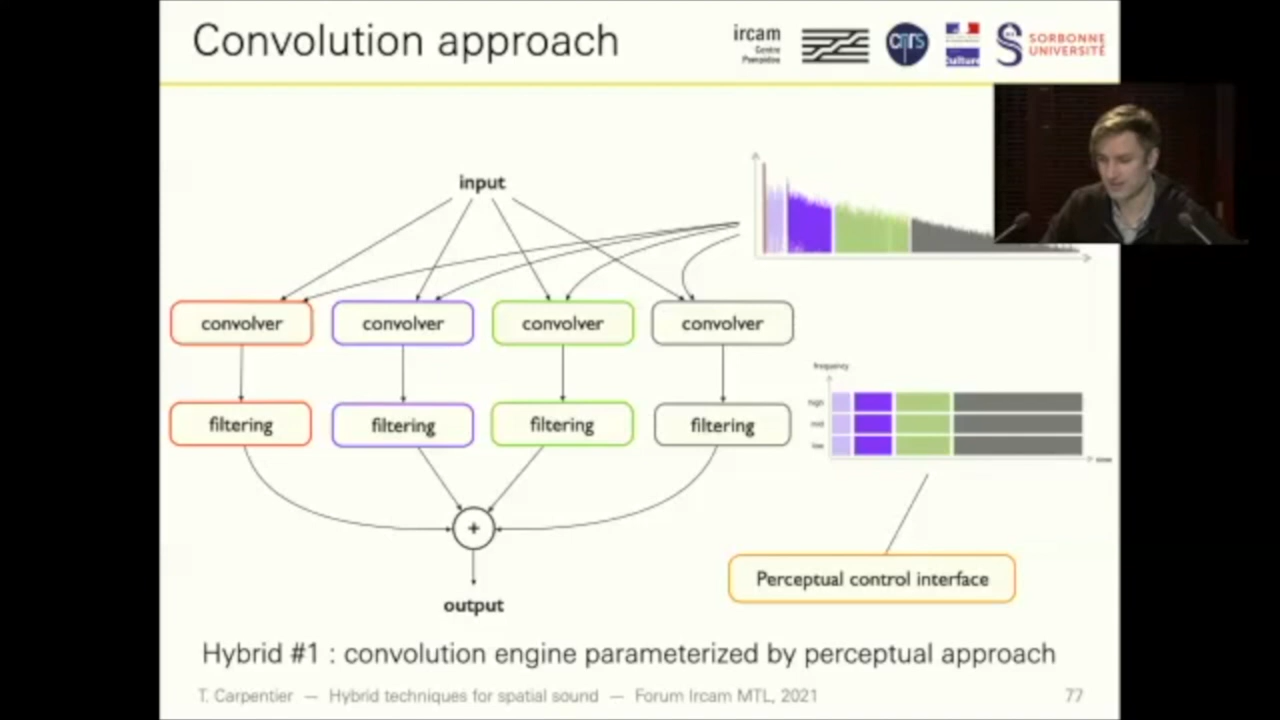 Convolution approach
ircam
Centre
Pompidou
cnrs
Culture
SORBONNE
UNIVERSITÉ
input
convolver
convolver
convolver
convolver
frequency
high
mid
low
time
filtering
filtering
filtering
filtering
+
Perceptual control interface
output
Hybrid #1 : convolution engine parameterized by perceptual approach
T. Carpentier — Hybrid techniques for spatial sound — Forum Ircam MTL, 2021
77